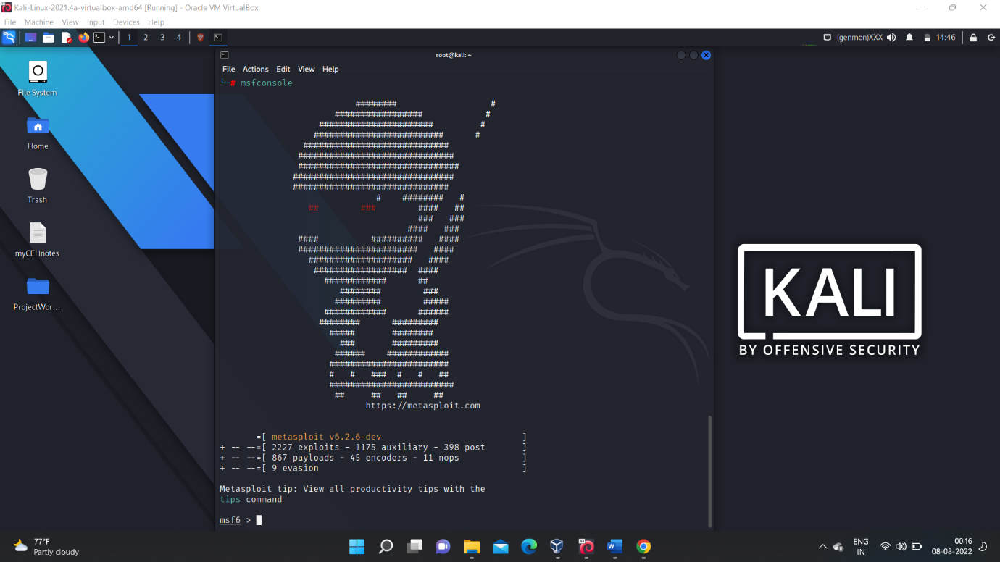 Kali-Linux-2021.4a-virtualbox-amd64 [Running] - Oracle VM VirtualBox
File Machine View Input Devices Help
1 2 3 4 (genmon)XXX 14:46
root@kali: ~
File Actions Edit View Help
└─# msfconsole
File System
Home
Trash
myCEHnotes
ProjectWor...
https://metasploit.com
=[ metasploit v6.2.6-dev ]
+ -- --=[ 2227 exploits - 1175 auxiliary - 398 post ]
+ -- --=[ 867 payloads - 45 encoders - 11 nops ]
+ -- --=[ 9 evasion ]
Metasploit tip: View all productivity tips with the
tips command
msf6 >
KALI
BY OFFENSIVE SECURITY
77°F
Partly cloudy
ENG
IN
00:16
08-08-2022